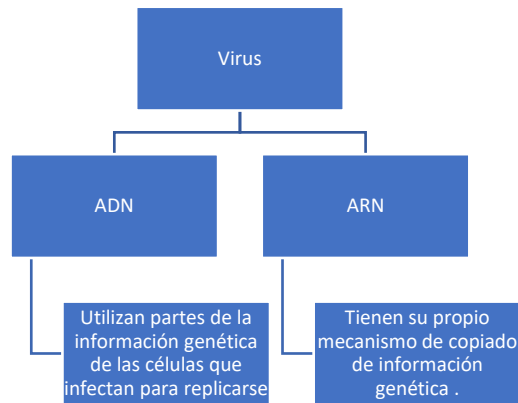 Virus
ADN
ARN
Utilizan partes de la
información genética
de las células que
infectan para replicarse
Tienen su propio
mecanismo de copiado
de información
genética .